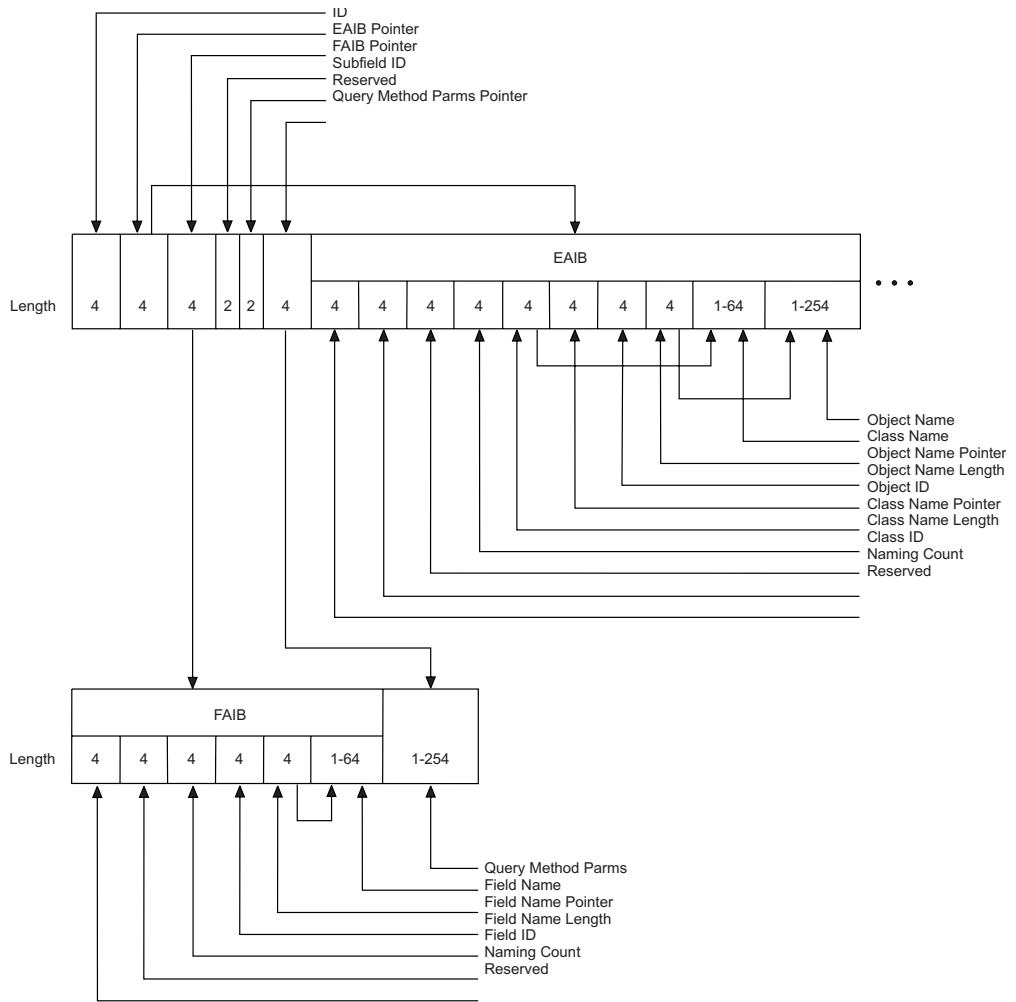 ID
EAIB Pointer
FAIB Pointer
Subfield ID
Reserved
Query Method Parms Pointer
EAIB
Length 4 4 4 2 2 4 4 4 4 4 4 4 4 4 1-64 1-254
Object Name
Class Name
Object Name Pointer
Object Name Length
Object ID
Class Name Pointer
Class Name Length
Class ID
Naming Count
Reserved
FAIB
Length 4 4 4 4 4 1-64 1-254
Query Method Parms
Field Name
Field Name Pointer
Field Name Length
Field ID
Naming Count
Reserved